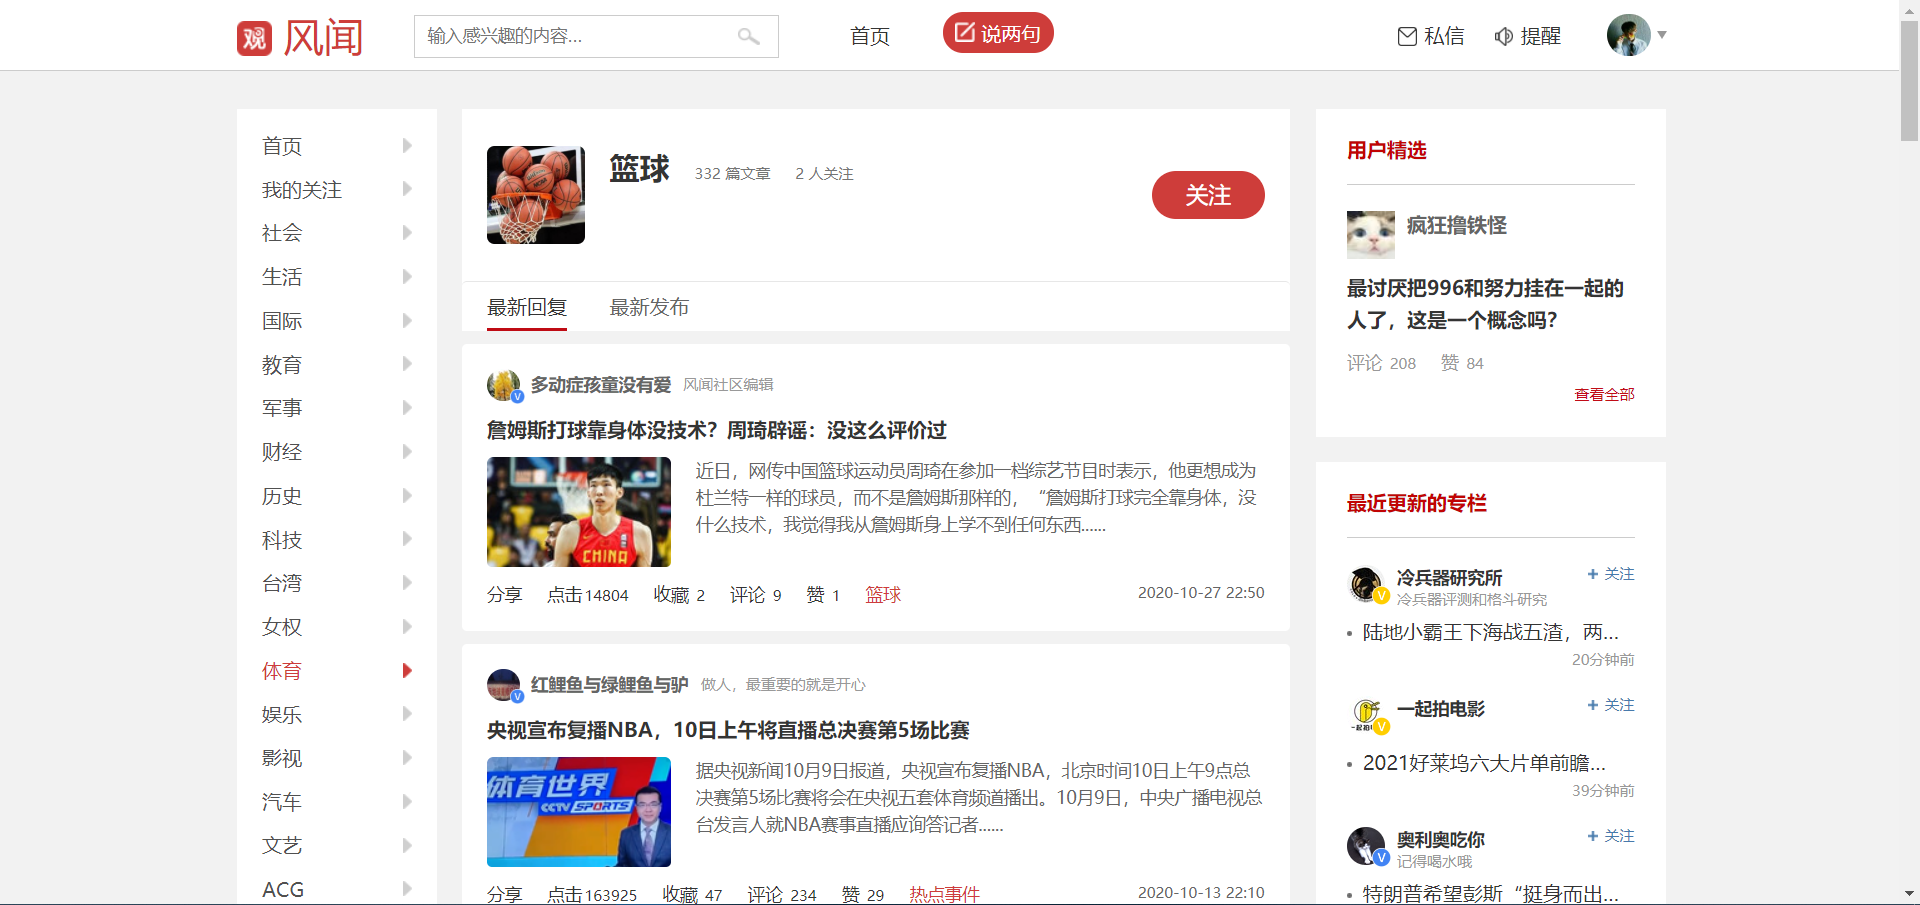 观 风闻
输入感兴趣的内容...
首页
说两句
私信
提醒
首页
我的关注
社会
生活
国际
教育
军事
财经
历史
科技
台湾
女权
体育
娱乐
影视
汽车
文艺
ACG
篮球 332 篇文章 2 人关注
关注
最新回复 最新发布
多动症孩童没有爱 风闻社区编辑
詹姆斯打球靠身体没技术？周琦辟谣：没这么评价过
CHINA
近日，网传中国篮球运动员周琦在参加一档综艺节目时表示，他更想成为
杜兰特一样的球员，而不是詹姆斯那样的，“詹姆斯打球完全靠身体，没
什么技术，我觉得我从詹姆斯身上学不到任何东西......
分享 点击14804 收藏 2 评论 9 赞 1 篮球 2020-10-27 22:50
红鲤鱼与绿鲤鱼与驴 做人，最重要的就是开心
央视宣布复播NBA，10日上午将直播总决赛第5场比赛
体育世界
CCTV SPORTS
据央视新闻10月9日报道，央视宣布复播NBA，北京时间10日上午9点总
决赛第5场比赛将会在央视五套体育频道播出。10月9日，中央广播电视总
台发言人就NBA赛事直播应询答记者......
分享 点击163925 收藏 47 评论 234 赞 29 热点事件 2020-10-13 22:10
用户精选
疯狂撸铁怪
最讨厌把996和努力挂在一起的
人了，这是一个概念吗？
评论 208 赞 84
查看全部
最近更新的专栏
冷兵器研究所 + 关注
冷兵器评测和格斗研究
陆地小霸王下海战五渣，两...
20分钟前
一起拍电影 + 关注
2021好莱坞六大片单前瞻...
39分钟前
奥利奥吃你 + 关注
记得喝水哦
特朗普希望彭斯“挺身而出...